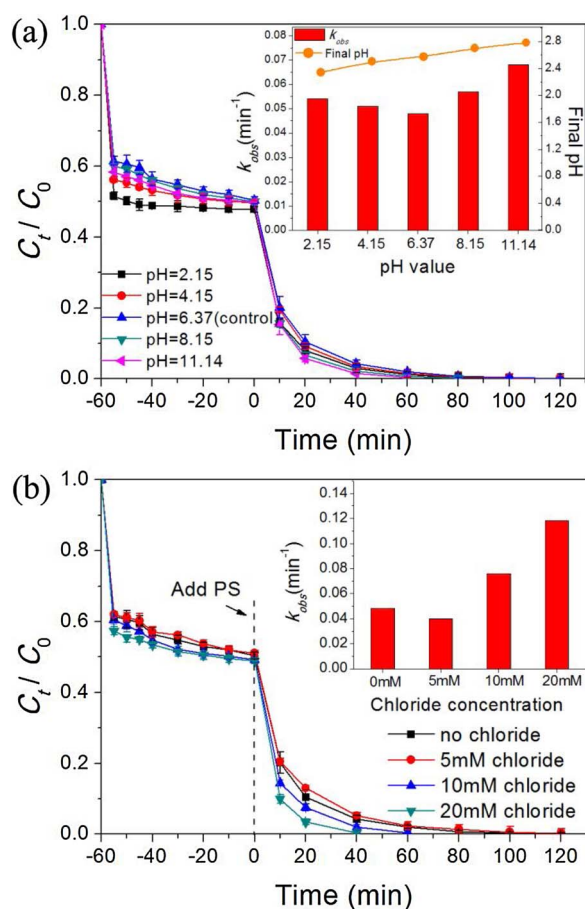 (a)
1.0
0.8
0.6
0.4
0.2
0.0
C_t / C_0
-60 -40 -20 0 20 40 60 80 100 120
Time (min)
pH=2.15
pH=4.15
pH=6.37(control)
pH=8.15
pH=11.14
k_obs
Final pH
0.08
0.07
0.06
0.05
0.04
0.03
0.02
0.01
0.00
k_obs(min⁻¹)
2.8
2.4
2.0
1.6
1.2
0.8
0.4
0.0
Final pH
2.15 4.15 6.37 8.15 11.14
pH value
(b)
1.0
0.8
0.6
0.4
0.2
0.0
C_t / C_0
-60 -40 -20 0 20 40 60 80 100 120
Time (min)
Add PS
0.14
0.12
0.10
0.08
0.06
0.04
0.02
0.00
k_obs(min⁻¹)
0mM 5mM 10mM 20mM
Chloride concentration
no chloride
5mM chloride
10mM chloride
20mM chloride